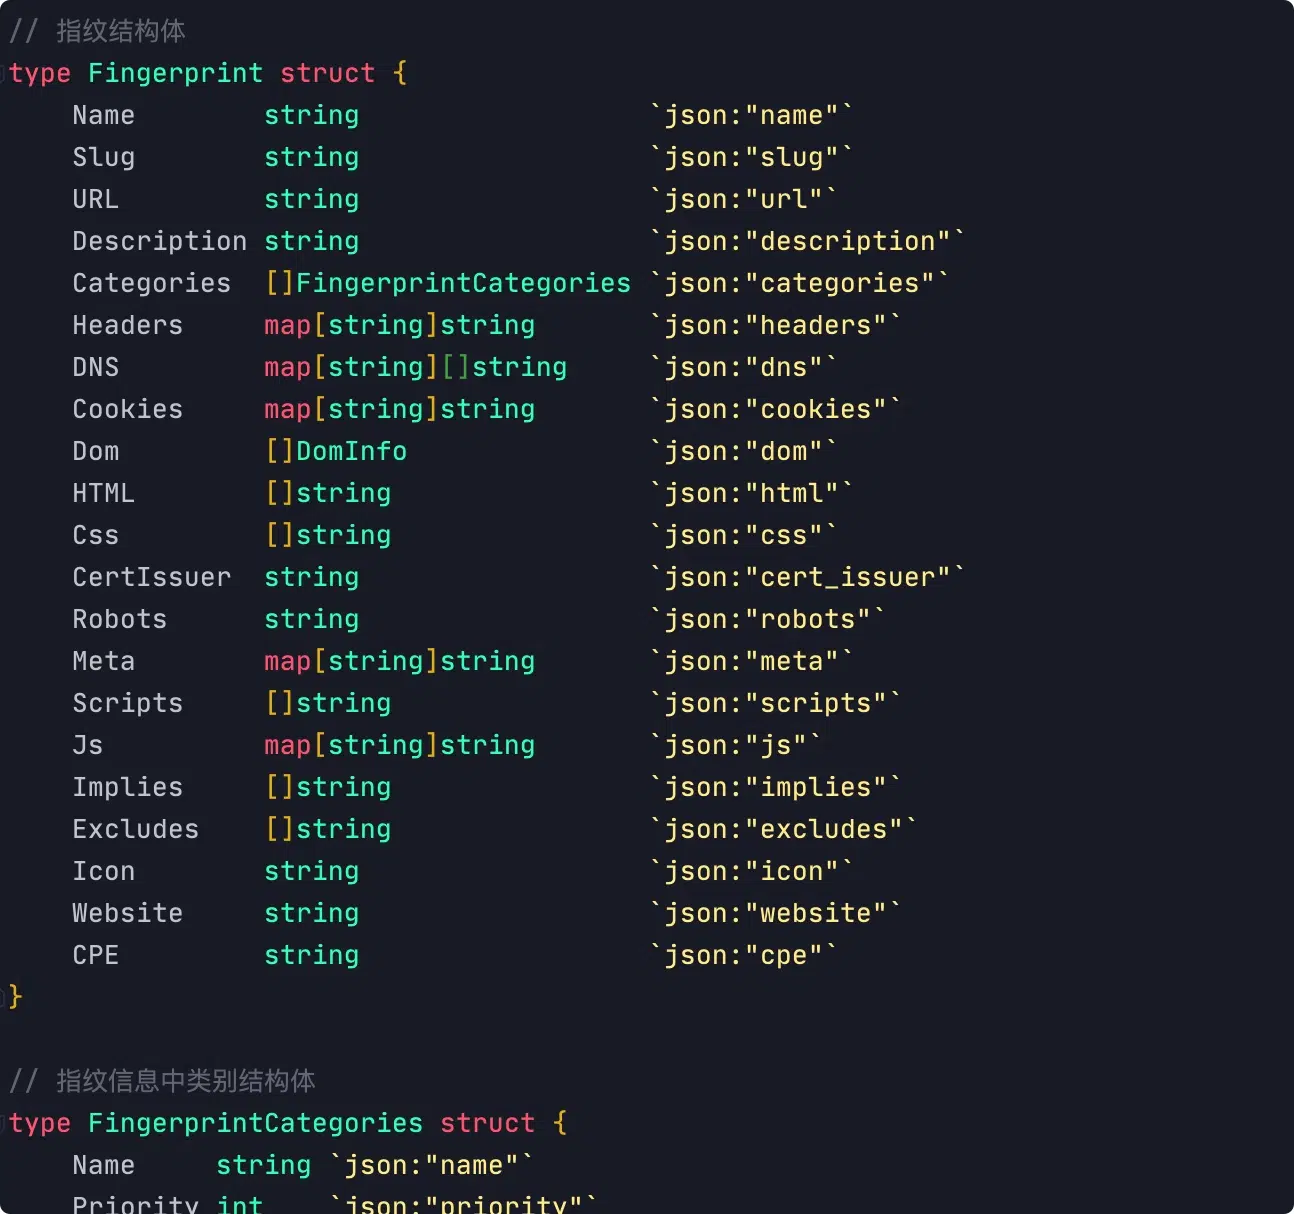 // 指纹结构体
type Fingerprint struct {
    Name        string                  `json:"name"`
    Slug        string                  `json:"slug"`
    URL         string                  `json:"url"`
    Description string                  `json:"description"`
    Categories  []FingerprintCategories `json:"categories"`
    Headers     map[string]string       `json:"headers"`
    DNS         map[string][]string     `json:"dns"`
    Cookies     map[string]string       `json:"cookies"`
    Dom         []DomInfo               `json:"dom"`
    HTML        []string                `json:"html"`
    Css         []string                `json:"css"`
    CertIssuer  string                  `json:"cert_issuer"`
    Robots      string                  `json:"robots"`
    Meta        map[string]string       `json:"meta"`
    Scripts     []string                `json:"scripts"`
    Js          map[string]string       `json:"js"`
    Implies     []string                `json:"implies"`
    Excludes    []string                `json:"excludes"`
    Icon        string                  `json:"icon"`
    Website     string                  `json:"website"`
    CPE         string                  `json:"cpe"`
}
// 指纹信息中类别结构体
type FingerprintCategories struct {
    Name     string `json:"name"`
    Priority int    `json:"priority"`